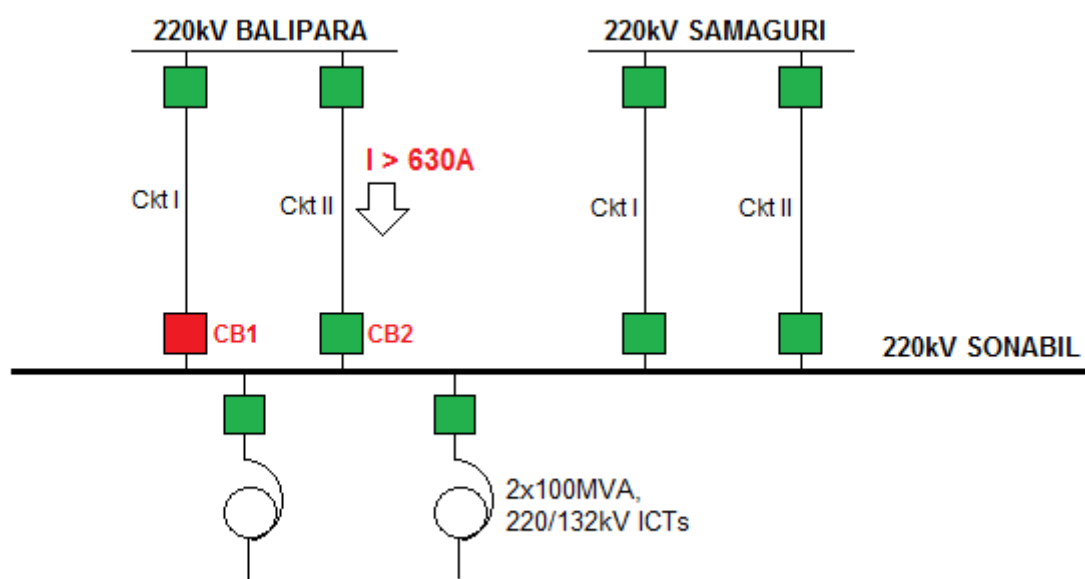 220kV BALIPARA
220kV SAMAGURI
I > 630A
Ckt I
Ckt II
Ckt I
Ckt II
CB1
CB2
220kV SONABIL
2x100MVA,
220/132kV ICTs